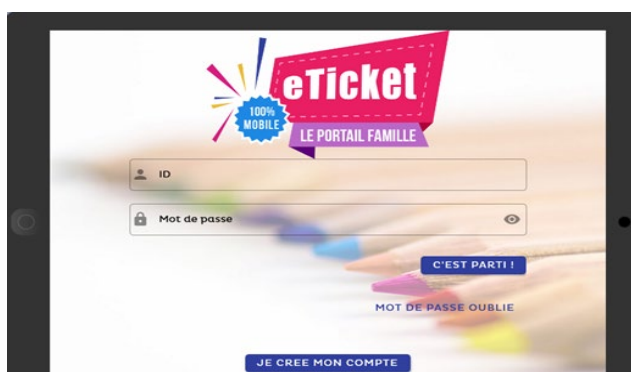 eTicket
100%
MOBILE
LE PORTAIL FAMILLE
ID
Mot de passe
C'EST PARTI !
MOT DE PASSE OUBLIE
JE CREE MON COMPTE